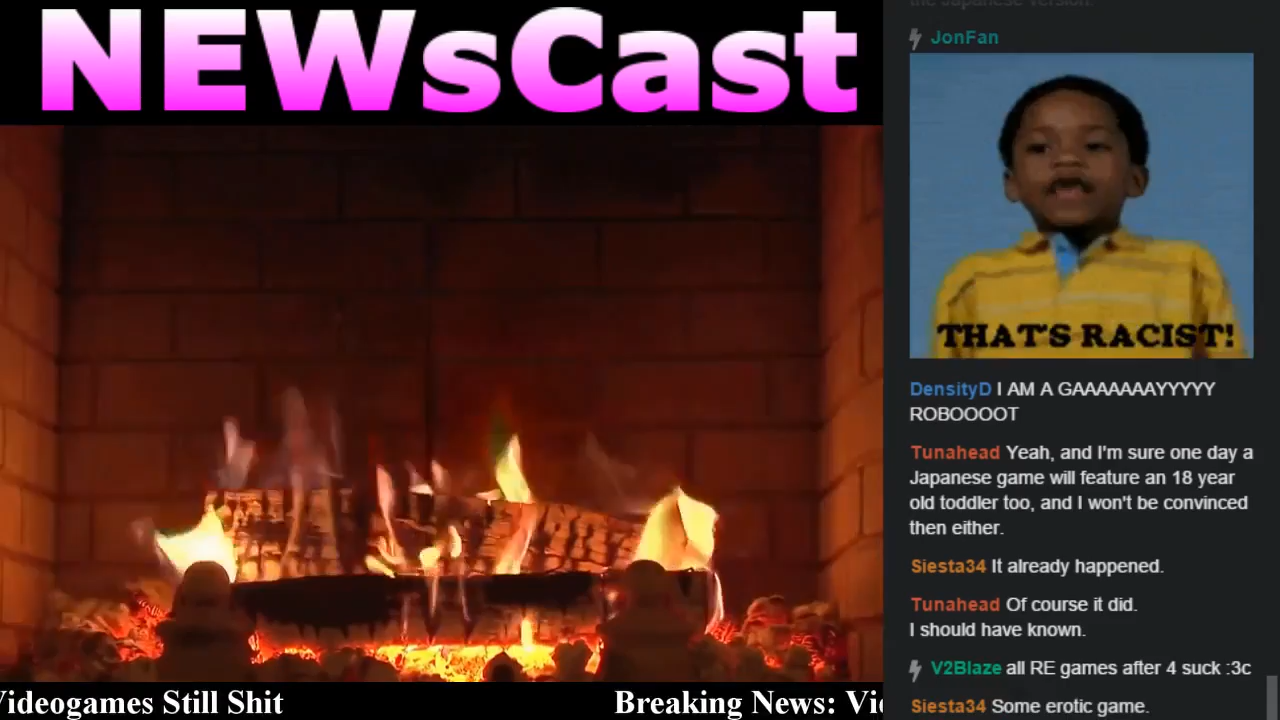 NEWsCast
the Japanese version.
JonFan
THAT'S RACIST!
DensityD I AM A GAAAAAAAYYYYY
ROBOOOOT
Tunahead Yeah, and I'm sure one day a
Japanese game will feature an 18 year
old toddler too, and I won't be convinced
then either.
Siesta34 It already happened.
Tunahead Of course it did.
I should have known.
V2Blaze all RE games after 4 suck :3c
Siesta34 Some erotic game.
Videogames Still Shit
Breaking News: Vi